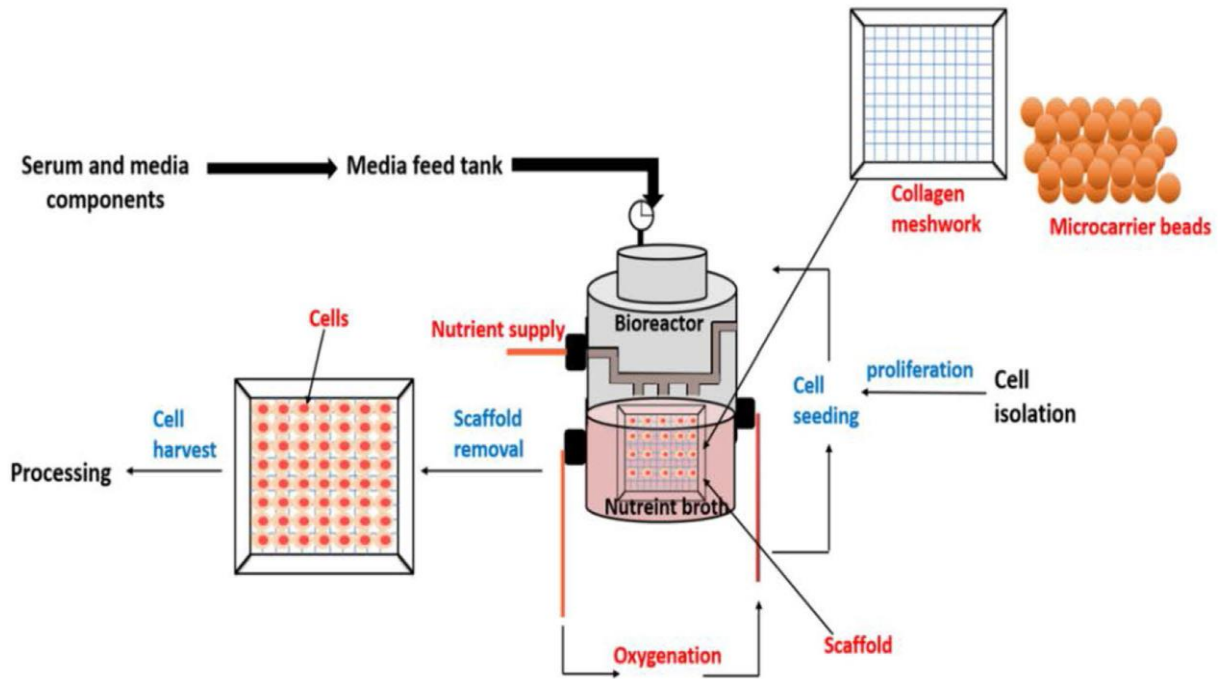 Serum and media
components
Media feed tank
Collagen
meshwork
Microcarrier beads
Cells
Nutrient supply
Bioreactor
proliferation
Cell
isolation
Cell
seeding
Cell
harvest
Scaffold
removal
Processing
Nutreint broth
Oxygenation
Scaffold